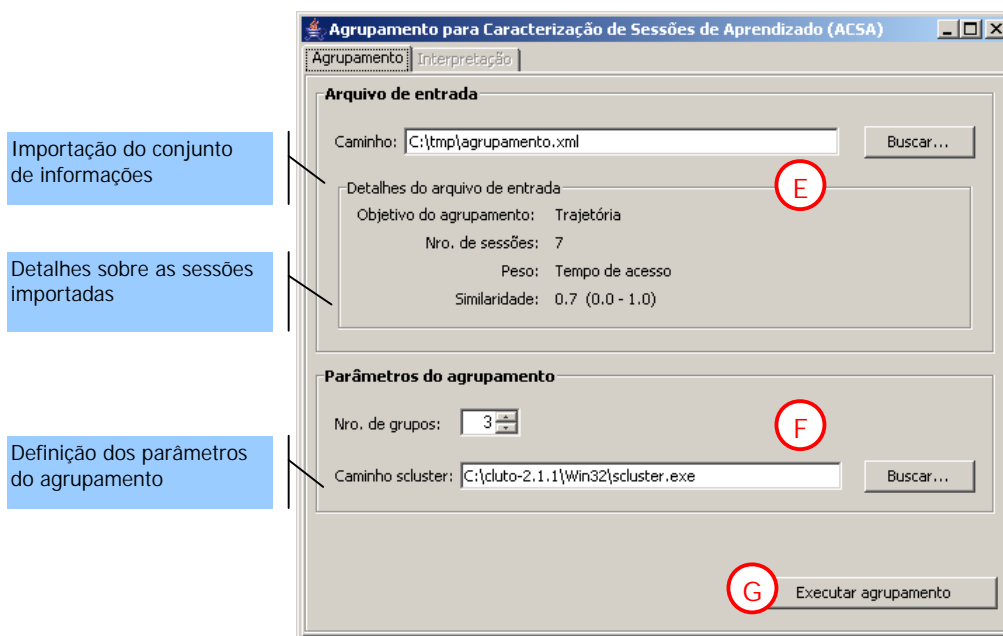 Agrupamento para Caracterização de Sessões de Aprendizado (ACSA)
Agrupamento Interpretação
Arquivo de entrada
Caminho: C:\tmp\agrupamento.xml Buscar...
Importação do conjunto
de informações
E
Detalhes do arquivo de entrada
Objetivo do agrupamento: Trajetória
Nro. de sessões: 7
Peso: Tempo de acesso
Similaridade: 0.7 (0.0 - 1.0)
Detalhes sobre as sessões
importadas
Parâmetros do agrupamento
Nro. de grupos: 3
F
Definição dos parâmetros
do agrupamento
Caminho scluster: C:\cluto-2.1.1\Win32\scluster.exe Buscar...
G Executar agrupamento